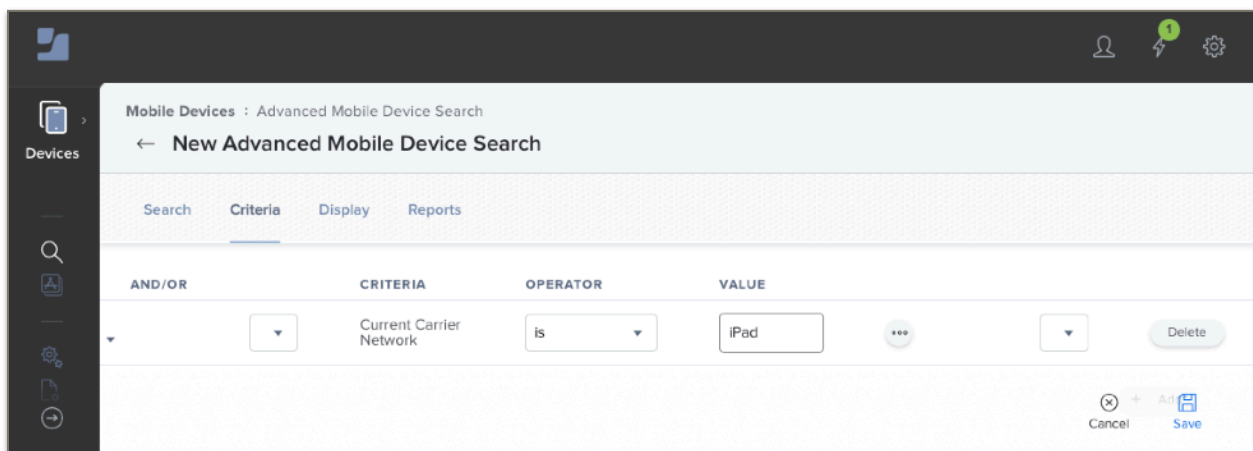 1
Mobile Devices : Advanced Mobile Device Search
← New Advanced Mobile Device Search
Devices
Search Criteria Display Reports
AND/OR CRITERIA OPERATOR VALUE
Current Carrier
Network
is
iPad
Delete
+ Add
Cancel
Save